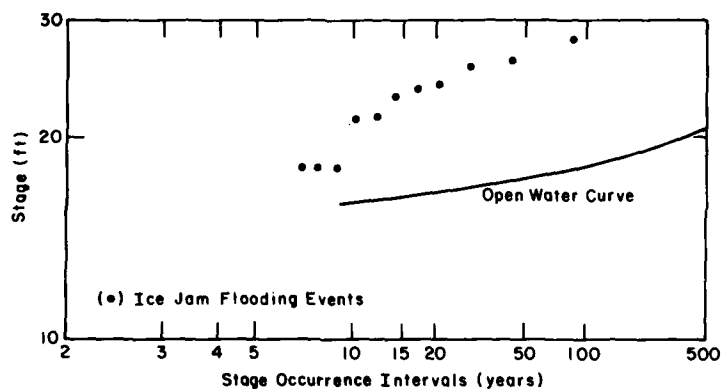 30
20
10
Stage (ft)
Open Water Curve
(•) Ice Jam Flooding Events
2 3 4 5 10 15 20 50 100 500
Stage Occurrence Intervals (years)